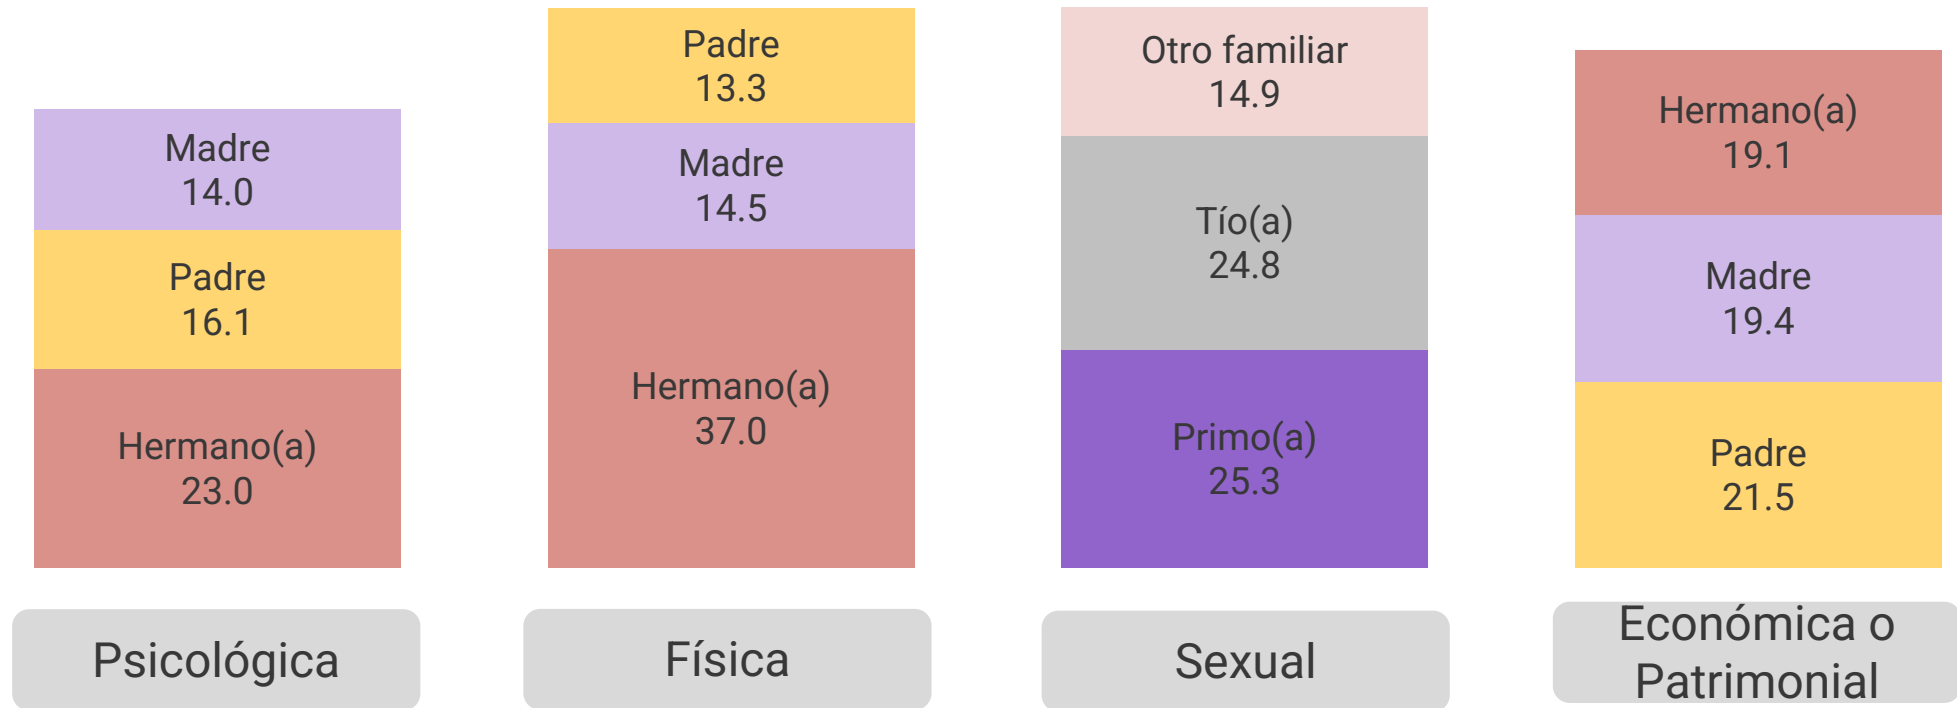 Madre
14.0
Padre
16.1
Hermano(a)
23.0
Psicológica
Padre
13.3
Madre
14.5
Hermano(a)
37.0
Física
Otro familiar
14.9
Tío(a)
24.8
Primo(a)
25.3
Sexual
Hermano(a)
19.1
Madre
19.4
Padre
21.5
Económica o
Patrimonial